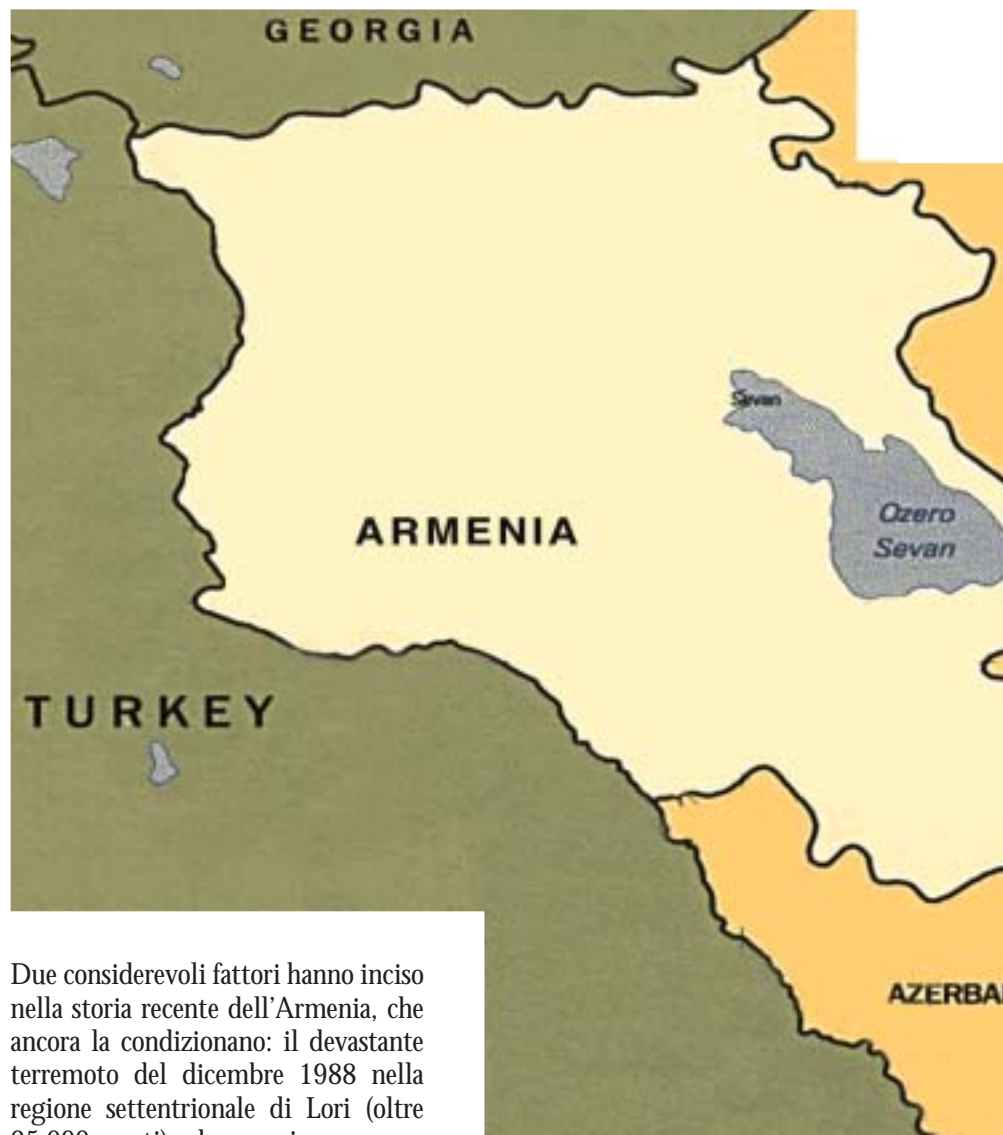 GEORGIA
Sevan
Ozero
Sevan
ARMENIA
TURKEY
Due considerevoli fattori hanno inciso
nella storia recente dell'Armenia, che
ancora la condizionano: il devastante
terremoto del dicembre 1988 nella
regione settentrionale di Lori (oltre